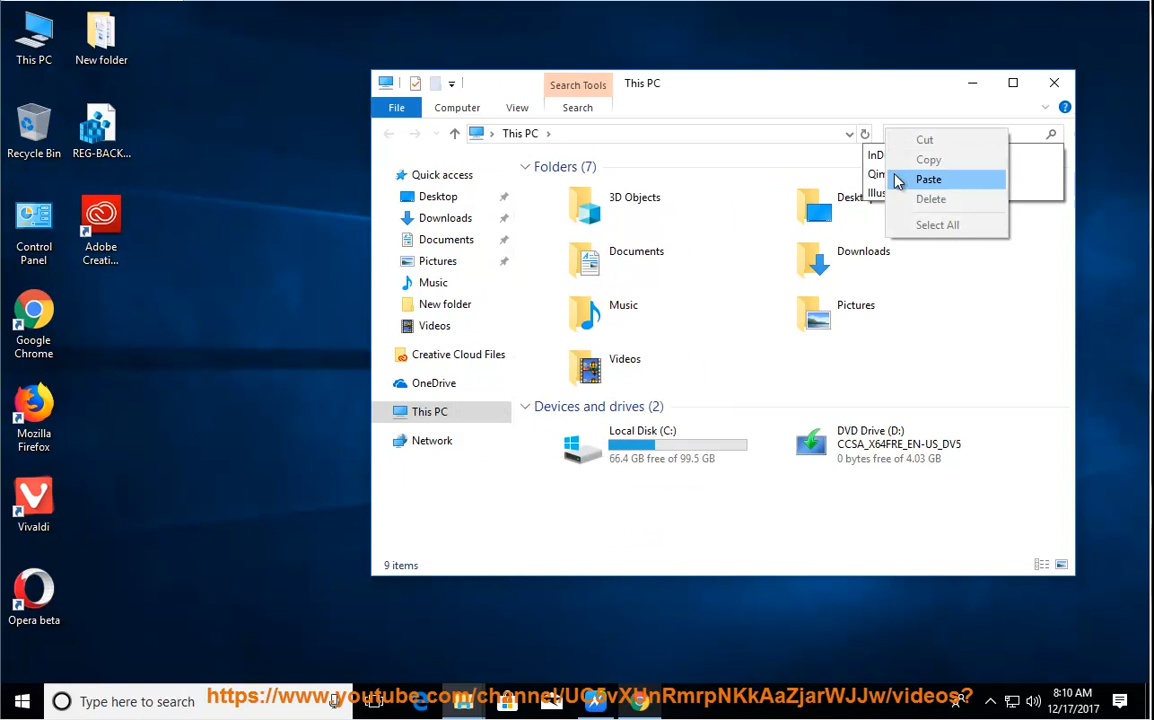 This PC
New folder
Recycle Bin
REG-BACK...
Control
Panel
Adobe
Creati...
Google
Chrome
Mozilla
Firefox
Vivaldi
Opera beta
Search Tools
This PC
File
Computer
View
Search
This PC
Quick access
Desktop
Downloads
Documents
Pictures
Music
New folder
Videos
Creative Cloud Files
OneDrive
This PC
Network
Folders (7)
3D Objects
Documents
Downloads
Music
Pictures
Videos
Cut
Copy
Paste
Delete
Select All
Devices and drives (2)
Local Disk (C:)
66.4 GB free of 99.5 GB
DVD Drive (D:)
CCSA_X64FRE_EN-US_DV5
0 bytes free of 4.03 GB
9 items
Type here to search
8:10 AM
12/17/2017